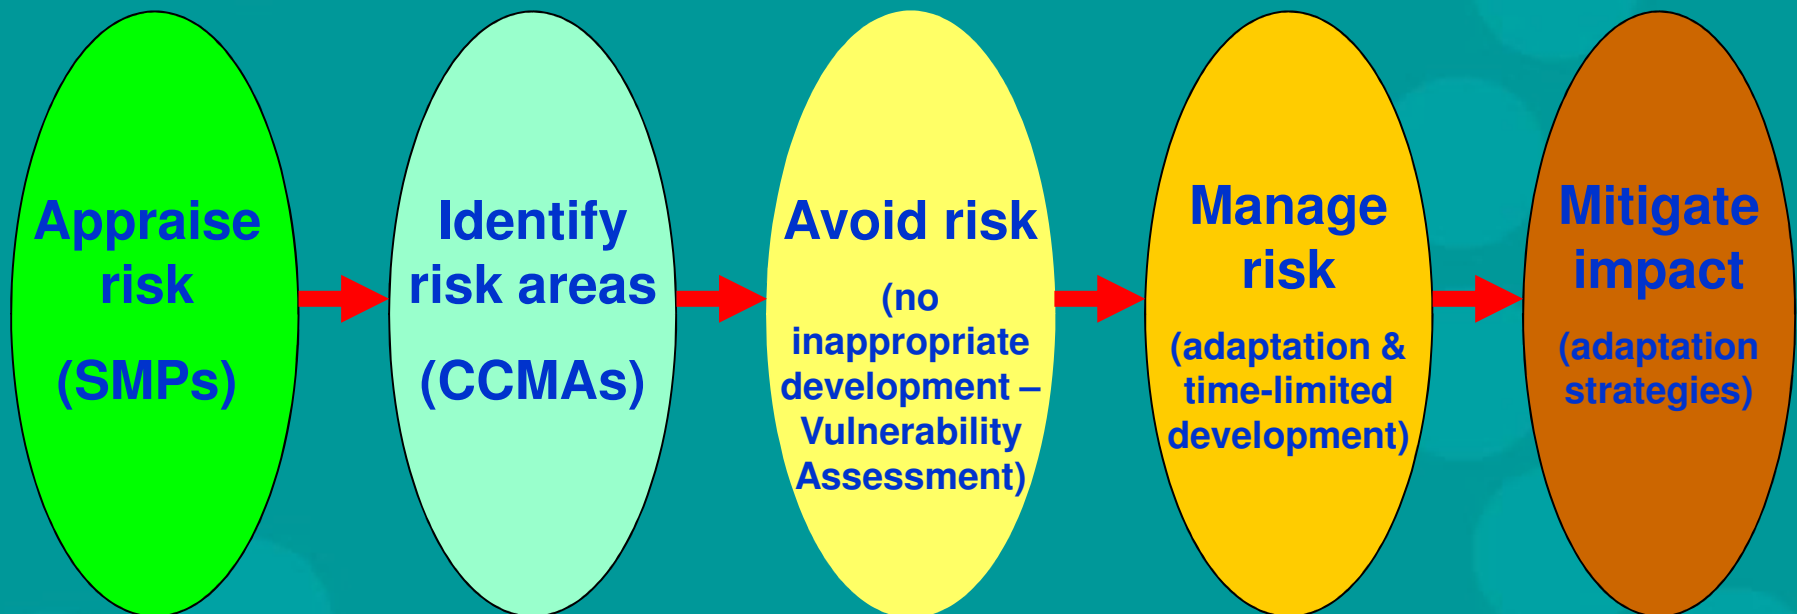 Appraise
risk
(SMPs)
Identify
risk areas
(CCMAs)
Avoid risk
(no
inappropriate
development –
Vulnerability
Assessment)
Manage
risk
(adaptation &
time-limited
development)
Mitigate
impact
(adaptation
strategies)